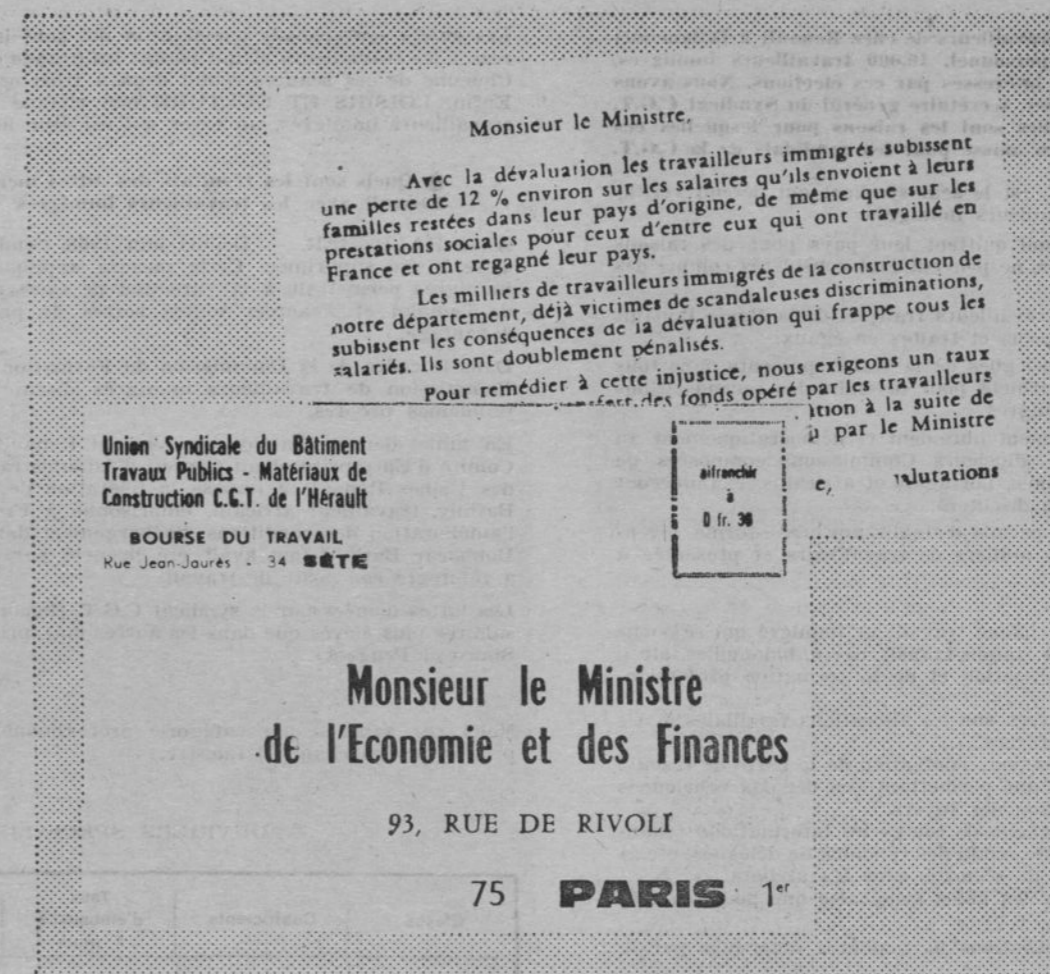 Monsieur le Ministre,
Avec la dévaluation les travailleurs immigrés subissent
une perte de 12 % environ sur les salaires qu'ils envoient à leurs
familles restées dans leur pays d'origine, de même que sur les
prestations sociales pour ceux d'entre eux qui ont travaillé en
France et ont regagné leur pays.
Les milliers de travailleurs immigrés de la construction de
notre département, déjà victimes de scandaleuses discriminations,
subissent les conséquences de la dévaluation qui frappe tous les
salariés. Ils sont doublement pénalisés.
Pour remédier à cette injustice, nous exigeons un taux
des fonds opéré par les travailleurs
à la suite de
par le Ministre
Union Syndicale du Bâtiment
Travaux Publics - Matériaux de
Construction C.G.T. de l'Hérault
BOURSE DU TRAVAIL
Rue Jean-Jaurès - 34 SÈTE
affranchir
à
0 fr. 30
Monsieur le Ministre
de l'Economie et des Finances
93, RUE DE RIVOLI
75 PARIS 1er